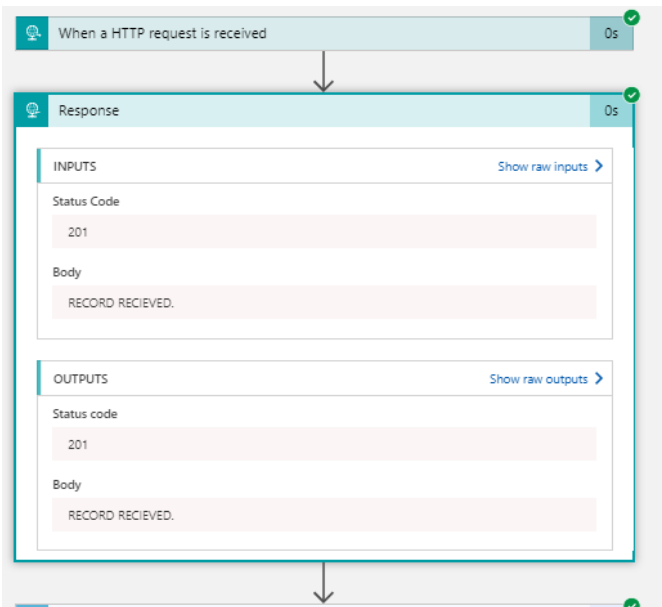 When a HTTP request is received
0s
Response
0s
INPUTS
Show raw inputs
Status Code
201
Body
RECORD RECIEVED.
OUTPUTS
Show raw outputs
Status code
201
Body
RECORD RECIEVED.